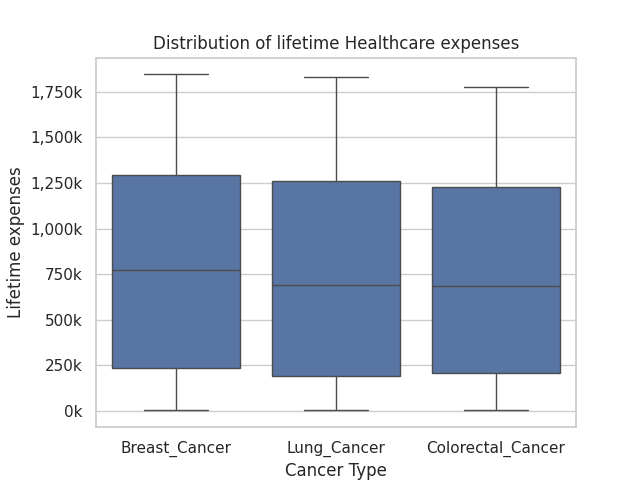 Distribution of lifetime Healthcare expenses
1,750k
1,500k
1,250k
1,000k
750k
500k
250k
0k
Lifetime expenses
Breast_Cancer
Lung_Cancer
Colorectal_Cancer
Cancer Type